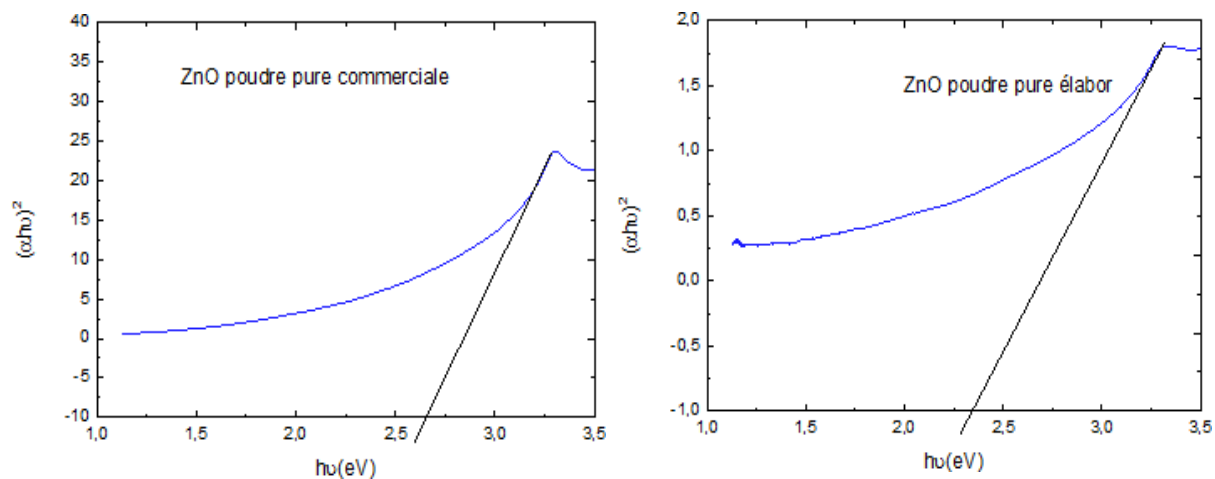 40
35
30
25
20
15
10
5
0
-5
-10
ZnO poudre pure commerciale
(αhυ)²
1,0 1,5 2,0 2,5 3,0 3,5
hυ(eV)
2,0
1,5
1,0
0,5
0,0
-0,5
-1,0
ZnO poudre pure élabor
(αhυ)²
1,0 1,5 2,0 2,5 3,0 3,5
hυ(eV)